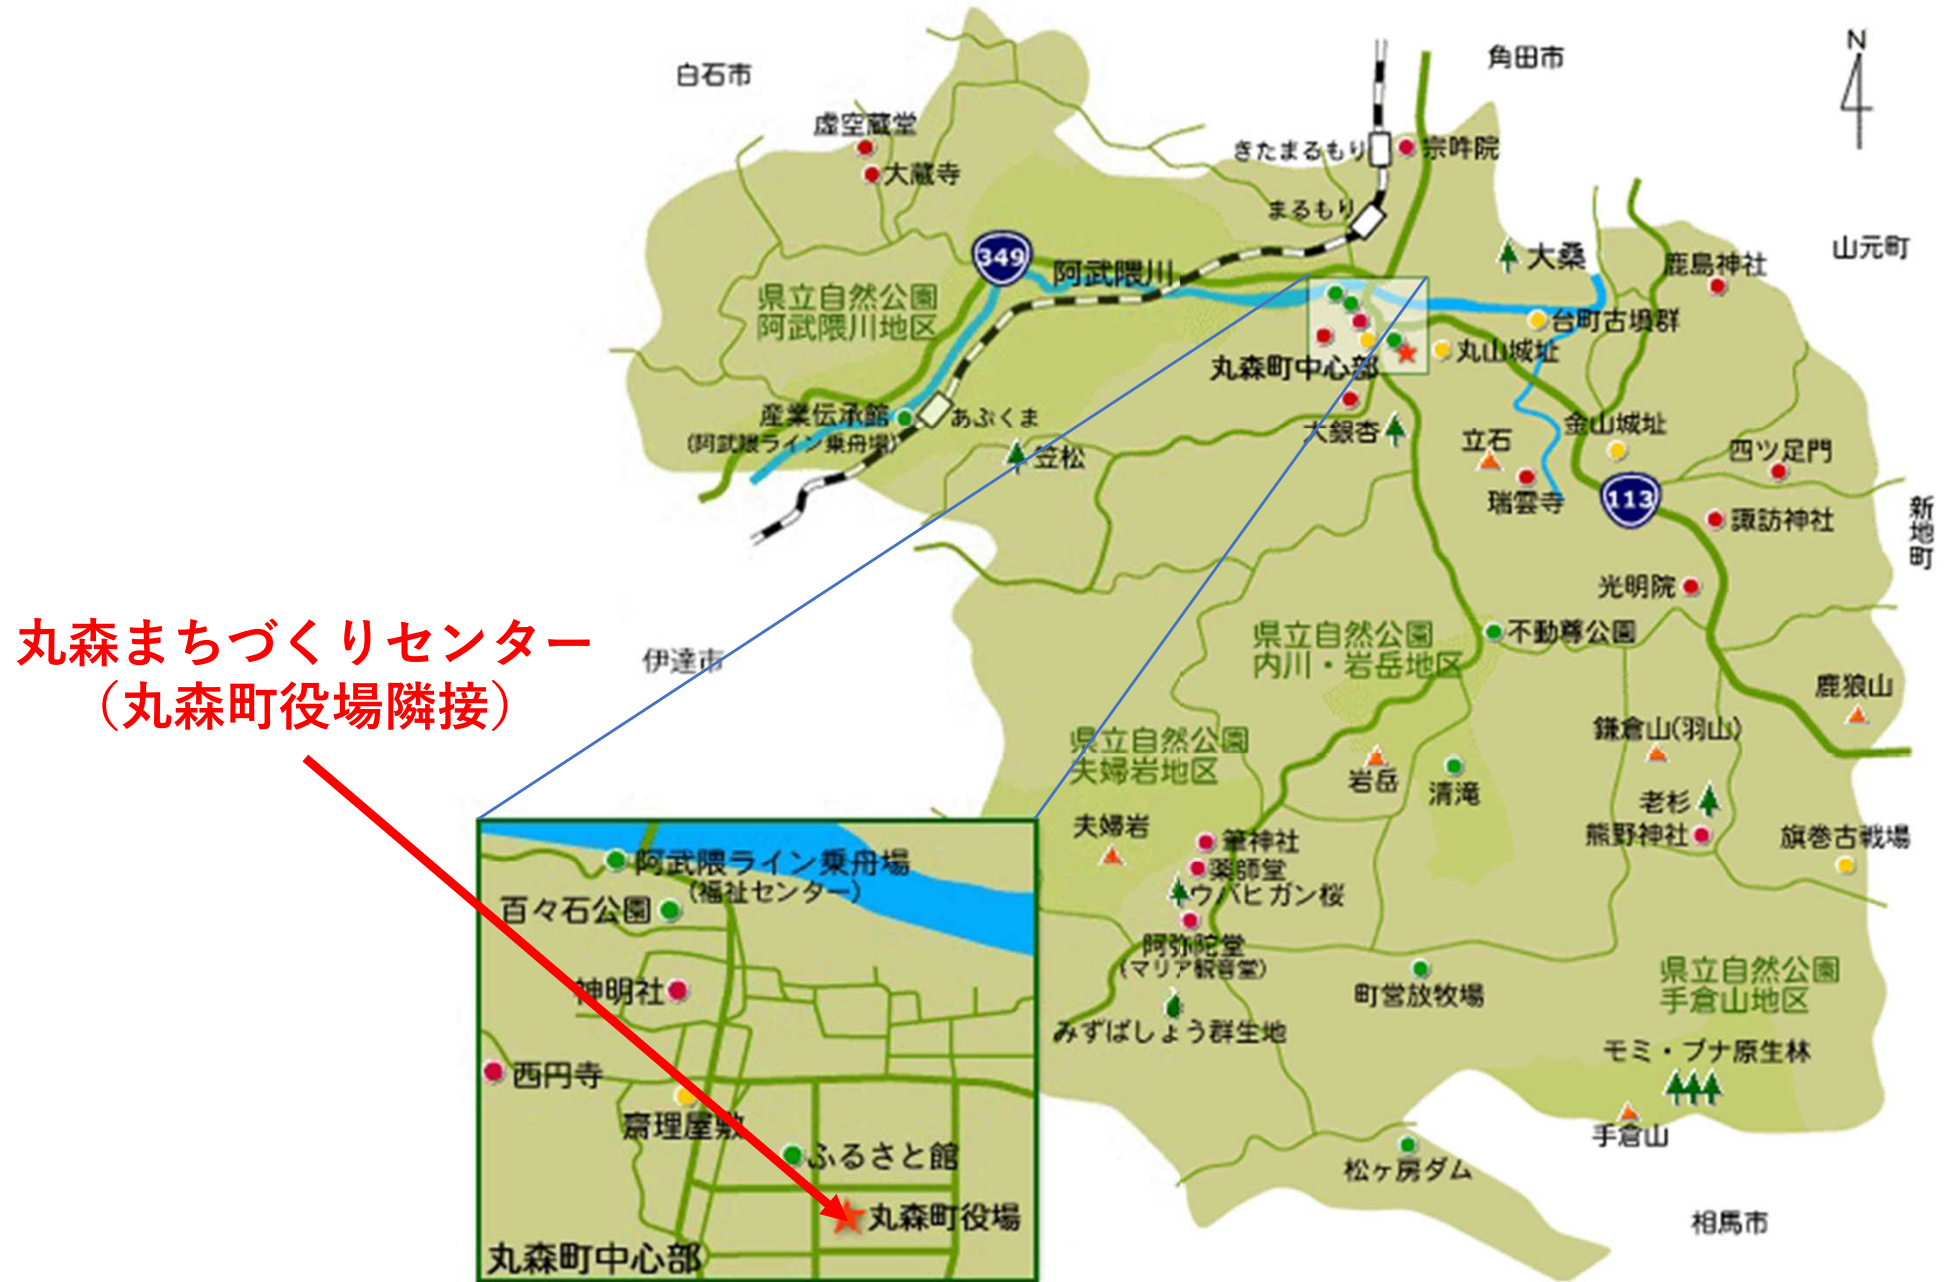 白石市
角田市
N
虚空蔵堂
大蔵寺
きたまるもり
宗吽院
まるもり
大桑
鹿島神社
山元町
349
阿武隈川
県立自然公園
阿武隈川地区
台町古墳群
丸山城址
丸森町中心部
産業伝承館
(阿武隈ライン乗舟場)
あぶくま
笠松
大銀杏
立石
金山城址
四ツ足門
瑞雲寺
113
諏訪神社
新地町
光明院
丸森まちづくりセンター
（丸森町役場隣接）
伊達市
県立自然公園
内川・岩岳地区
不動尊公園
鹿狼山
県立自然公園
夫婦岩地区
鎌倉山(羽山)
岩岳
清滝
老杉
夫婦岩
筆神社
熊野神社
旗巻古戦場
薬師堂
ウバヒガン桜
阿弥陀堂
(マリア観音堂)
町営放牧場
県立自然公園
手倉山地区
みずばしょう群生地
モミ・ブナ原生林
手倉山
松ヶ房ダム
相馬市
阿武隈ライン乗舟場
(福祉センター)
百々石公園
神明社
西円寺
齋理屋敷
ふるさと館
丸森町役場
丸森町中心部